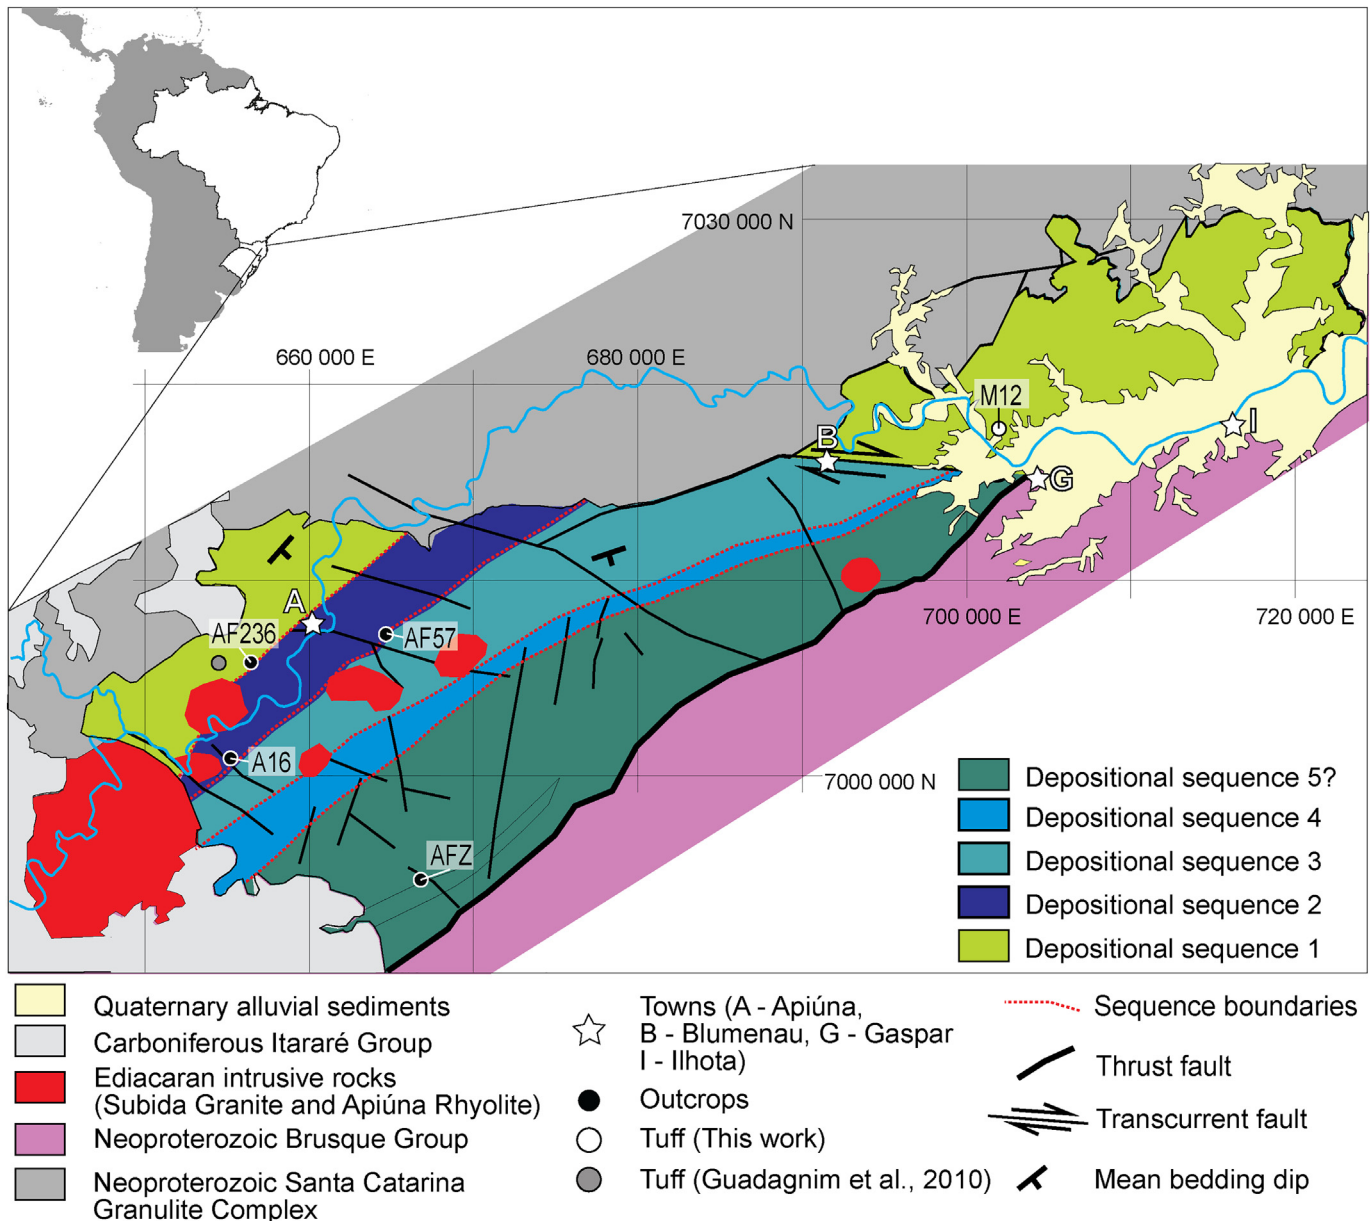 7030 000 N
660 000 E
680 000 E
M12
B
I
G
A
AF236
AF57
700 000 E
720 000 E
A16
7000 000 N
AFZ
Depositional sequence 5?
Depositional sequence 4
Depositional sequence 3
Depositional sequence 2
Depositional sequence 1
Quaternary alluvial sediments
Carboniferous Itararé Group
Ediacaran intrusive rocks
(Subida Granite and Apiúna Rhyolite)
Neoproterozoic Brusque Group
Neoproterozoic Santa Catarina
Granulite Complex
Towns (A - Apiúna,
B - Blumenau, G - Gaspar
I - Ilhota)
Outcrops
Tuff (This work)
Tuff (Guadagnim et al., 2010)
Sequence boundaries
Thrust fault
Transcurrent fault
Mean bedding dip